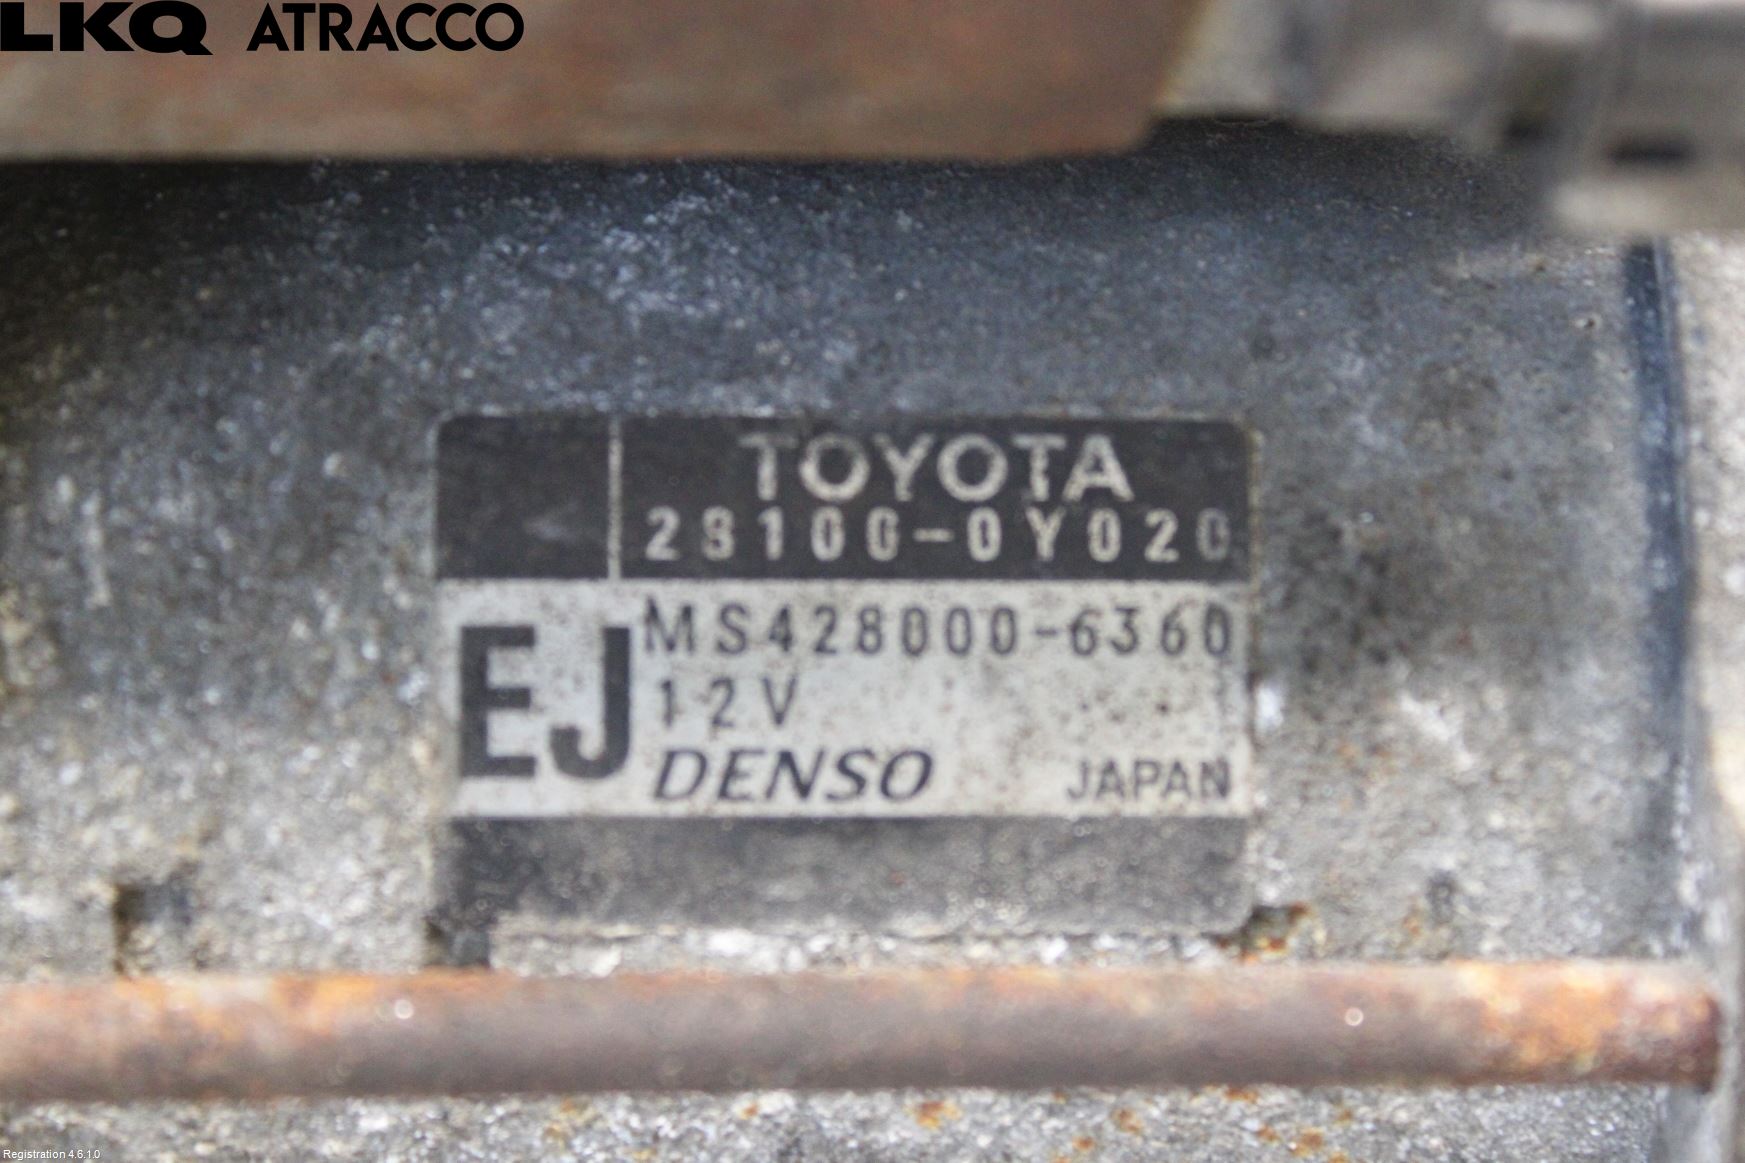 LKQ ATRACCO
TOYOTA
28100-0Y020
EJ
MS428000-6360
12V
DENSO JAPAN
Registration 4.6.1.0